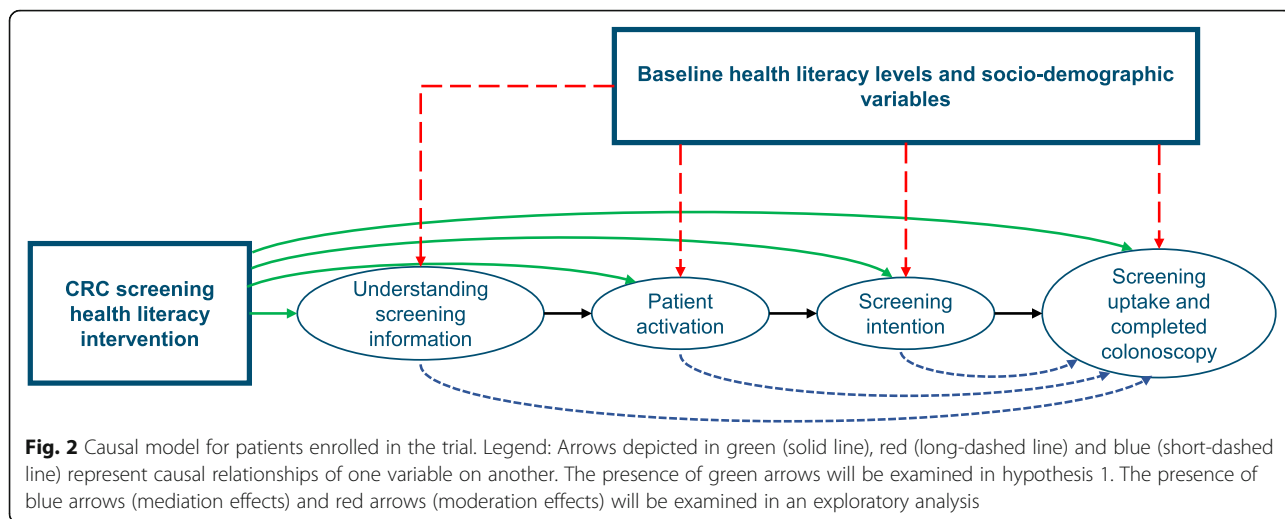 Baseline health literacy levels and socio-demographic
variables
CRC screening
health literacy
intervention
Understanding
screening
information
Patient
activation
Screening
intention
Screening
uptake and
completed
colonoscopy
Fig. 2 Causal model for patients enrolled in the trial. Legend: Arrows depicted in green (solid line), red (long-dashed line) and blue (short-dashed
line) represent causal relationships of one variable on another. The presence of green arrows will be examined in hypothesis 1. The presence of
blue arrows (mediation effects) and red arrows (moderation effects) will be examined in an exploratory analysis